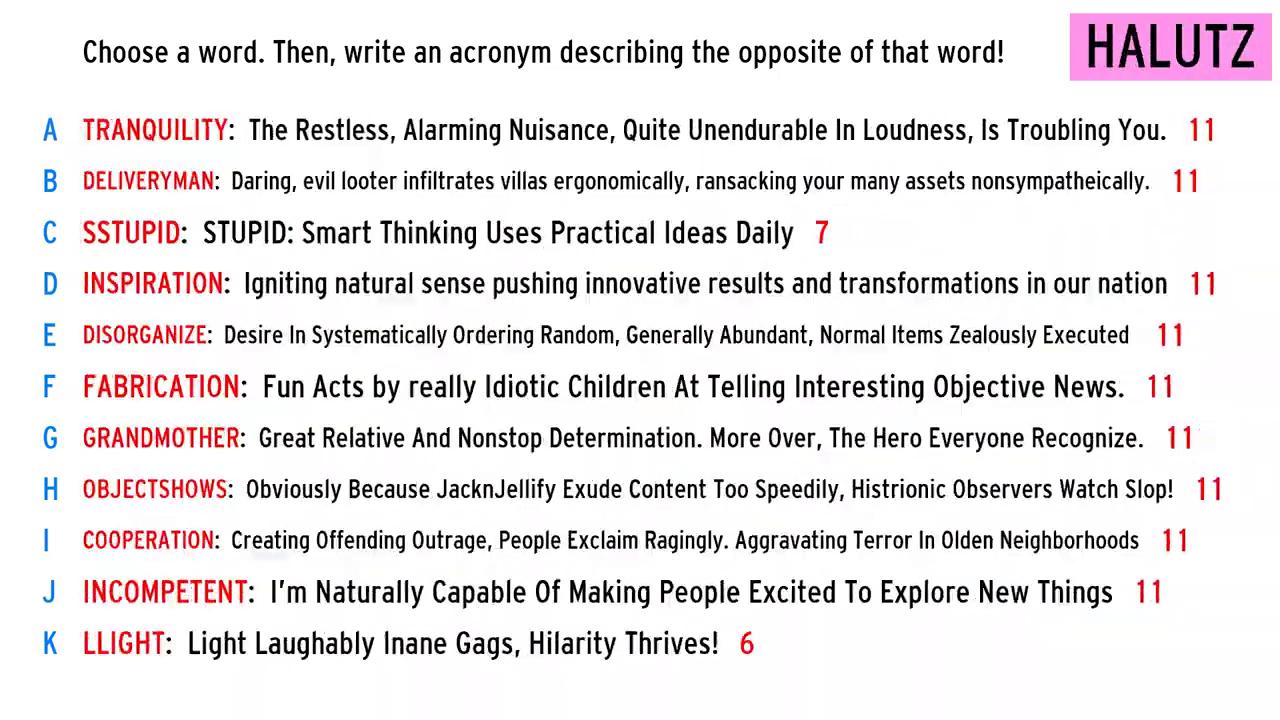 Choose a word. Then, write an acronym describing the opposite of that word!
HALUTZ
A TRANQUILITY: The Restless, Alarming Nuisance, Quite Unendurable In Loudness, Is Troubling You. 11
B DELIVERYMAN: Daring, evil looter infiltrates villas ergonomically, ransacking your many assets nonsympatheically. 11
C SSTUPID: STUPID: Smart Thinking Uses Practical Ideas Daily 7
D INSPIRATION: Igniting natural sense pushing innovative results and transformations in our nation 11
E DISORGANIZE: Desire In Systematically Ordering Random, Generally Abundant, Normal Items Zealously Executed 11
F FABRICATION: Fun Acts by really Idiotic Children At Telling Interesting Objective News. 11
G GRANDMOTHER: Great Relative And Nonstop Determination. More Over, The Hero Everyone Recognize. 11
H OBJECTSHOWS: Obviously Because JacknJellify Exude Content Too Speedily, Histrionic Observers Watch Slop! 11
I COOPERATION: Creating Offending Outrage, People Exclaim Ragingly. Aggravating Terror In Olden Neighborhoods 11
J INCOMPETENT: I'm Naturally Capable Of Making People Excited To Explore New Things 11
K LLIGHT: Light Laughably Inane Gags, Hilarity Thrives! 6